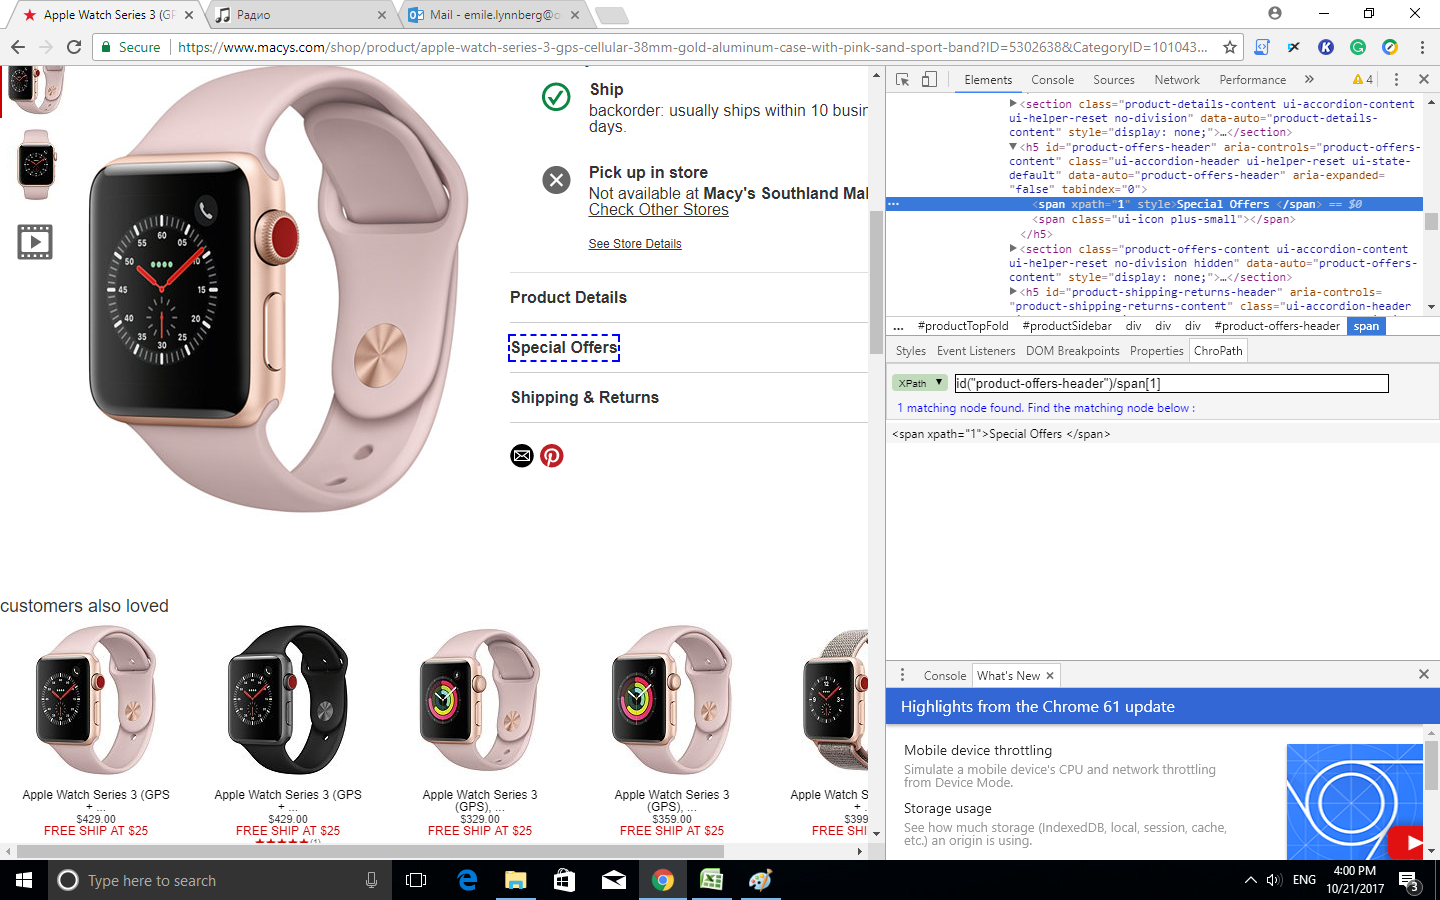 Apple Watch Series 3 (GF
Радио
Mail - emile.lynnberg@o
Secure
https://www.macys.com/shop/product/apple-watch-series-3-gps-cellular-38mm-gold-aluminum-case-with-pink-sand-sport-band?ID=5302638&CategoryID=101043...
Ship
backorder: usually ships within 10 busin
days.
Pick up in store
Not available at Macy's Southland Mal
Check Other Stores
See Store Details
Product Details
Special Offers
Shipping & Returns
60
05
10
15
20
25
30
35
40
45
50
55
customers also loved
Apple Watch Series 3 (GPS
+ ...
$429.00
FREE SHIP AT $25
Apple Watch Series 3 (GPS
+ ...
$429.00
FREE SHIP AT $25
(1)
Apple Watch Series 3
(GPS), ...
$329.00
FREE SHIP AT $25
Apple Watch Series 3
(GPS), ...
$359.00
FREE SHIP AT $25
Apple Watch S
+ ...
$399
FREE SHI
Elements
Console
Sources
Network
Performance
»
4
<section class="product-details-content ui-accordion-content
ui-helper-reset no-division" data-auto="product-details-
content" style="display: none;">…</section>
<h5 id="product-offers-header" aria-controls="product-offers-
content" class="ui-accordion-header ui-helper-reset ui-state-
default" data-auto="product-offers-header" aria-expanded=
"false" tabindex="0">
<span xpath="1" style>Special Offers </span> == $0
<span class="ui-icon plus-small"></span>
</h5>
<section class="product-offers-content ui-accordion-content
ui-helper-reset no-division hidden" data-auto="product-offers-
content" style="display: none;">…</section>
<h5 id="product-shipping-returns-header" aria-controls=
"product-shipping-returns-content" class="ui-accordion-header
... #productTopFold #productSidebar div div div #product-offers-header span
Styles Event Listeners DOM Breakpoints Properties ChroPath
XPath
id("product-offers-header")/span[1]
1 matching node found. Find the matching node below :
<span xpath="1">Special Offers </span>
Console What's New
Highlights from the Chrome 61 update
Mobile device throttling
Simulate a mobile device's CPU and network throttling
from Device Mode.
Storage usage
See how much storage (IndexedDB, local, session, cache,
etc.) an origin is using.
Type here to search
ENG
4:00 PM
10/21/2017
3